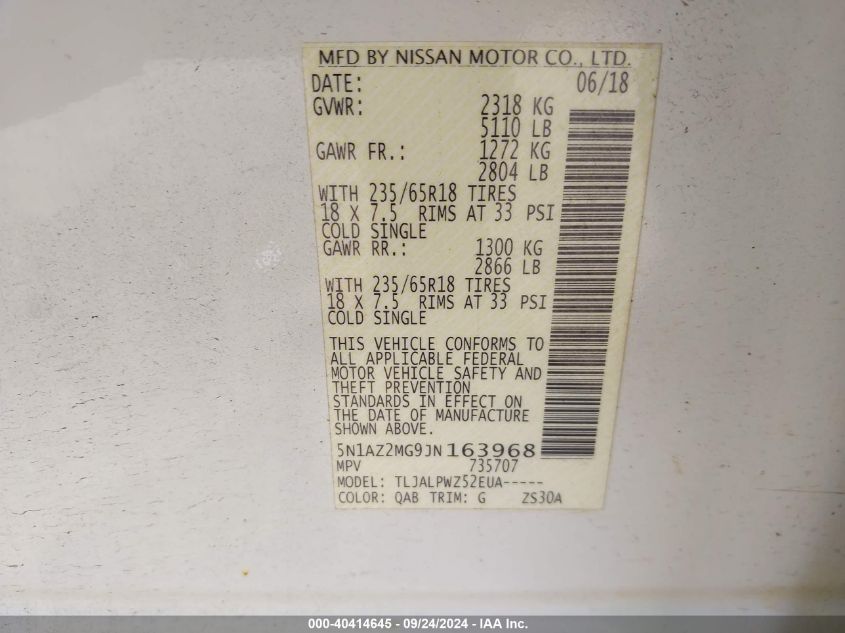 MFD BY NISSAN MOTOR CO., LTD.
DATE: 06/18
GVWR: 2318 KG
5110 LB
GAWR FR.: 1272 KG
2804 LB
WITH 235/65R18 TIRES
18 X 7.5 RIMS AT 33 PSI
COLD SINGLE
GAWR RR.: 1300 KG
2866 LB
WITH 235/65R18 TIRES
18 X 7.5 RIMS AT 33 PSI
COLD SINGLE
THIS VEHICLE CONFORMS TO
ALL APPLICABLE FEDERAL
MOTOR VEHICLE SAFETY AND
THEFT PREVENTION
STANDARDS IN EFFECT ON
THE DATE OF MANUFACTURE
SHOWN ABOVE.
5N1AZ2MG9JN163968
MPV 735707
MODEL: TLJALPWZ52EUA-----
COLOR: QAB TRIM: G ZS30A
000-40414645 - 09/24/2024 - IAA Inc.